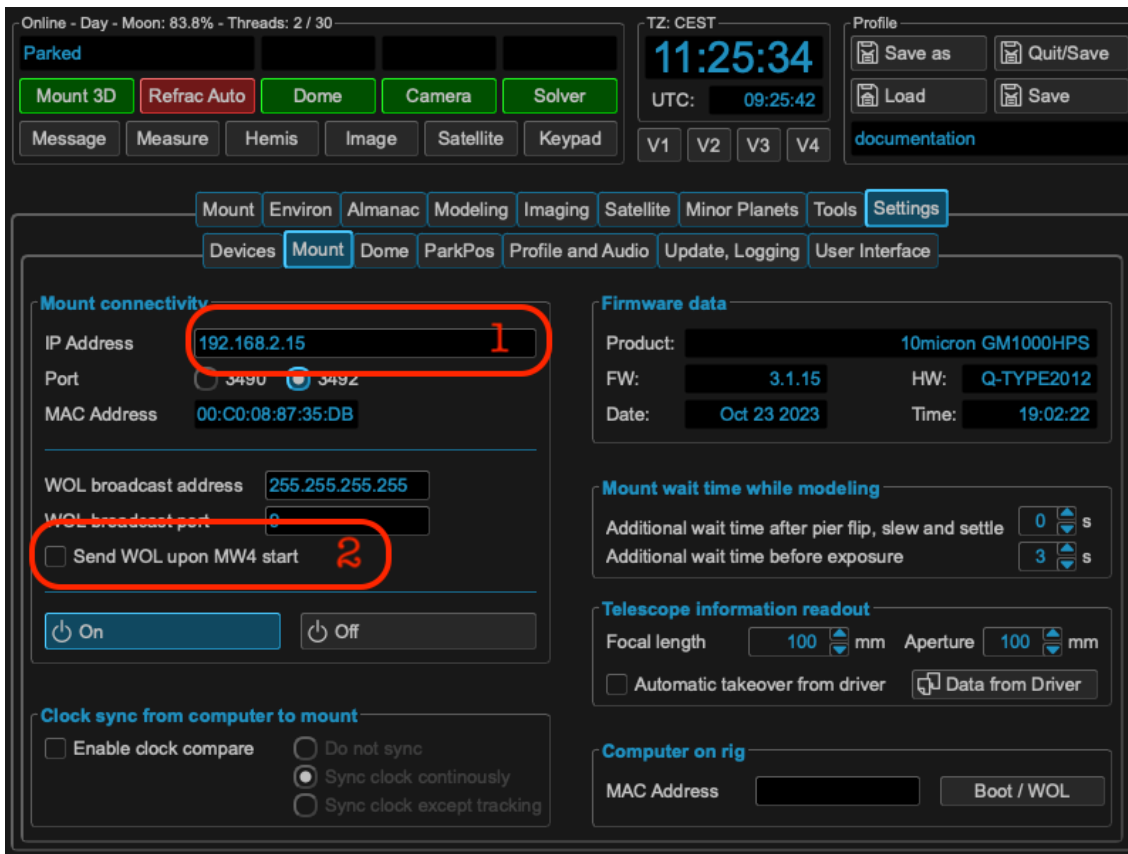 Online - Day - Moon: 83.8% - Threads: 2 / 30
Parked
Mount 3D Refrac Auto Dome Camera Solver
Message Measure Hemis Image Satellite Keypad
TZ: CEST
11:25:34
UTC: 09:25:42
V1 V2 V3 V4
Profile
Save as Quit/Save
Load Save
documentation
Mount Environ Almanac Modeling Imaging Satellite Minor Planets Tools Settings
Devices Mount Dome ParkPos Profile and Audio Update, Logging User Interface
Mount connectivity
IP Address 192.168.2.15 1
Port 3490 3492
MAC Address 00:C0:08:87:35:DB
WOL broadcast address 255.255.255.255
WOL broadcast port 9
Send WOL upon MW4 start 2
On Off
Clock sync from computer to mount
Enable clock compare Do not sync
Sync clock continously
Sync clock except tracking
Firmware data
Product: 10micron GM1000HPS
FW: 3.1.15 HW: Q-TYPE2012
Date: Oct 23 2023 Time: 19:02:22
Mount wait time while modeling
Additional wait time after pier flip, slew and settle 0 s
Additional wait time before exposure 3 s
Telescope information readout
Focal length 100 mm Aperture 100 mm
Automatic takeover from driver Data from Driver
Computer on rig
MAC Address Boot / WOL